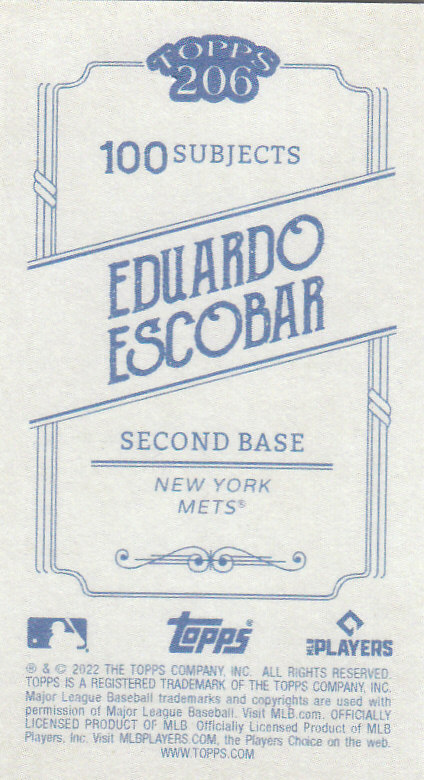 TOPPS
206
100 SUBJECTS
EDUARDO
ESCOBAR
SECOND BASE
NEW YORK
METS®
topps®
MLB PLAYERS
® & © 2022 THE TOPPS COMPANY, INC. ALL RIGHTS RESERVED.
TOPPS IS A REGISTERED TRADEMARK OF THE TOPPS COMPANY, INC.
Major League Baseball trademarks and copyrights are used with
permission of Major League Baseball. Visit MLB.com. OFFICIALLY
LICENSED PRODUCT OF MLB Officially Licensed Product of MLB
Players, Inc. Visit MLBPLAYERS.COM, the Players Choice on the web.
WWW.TOPPS.COM